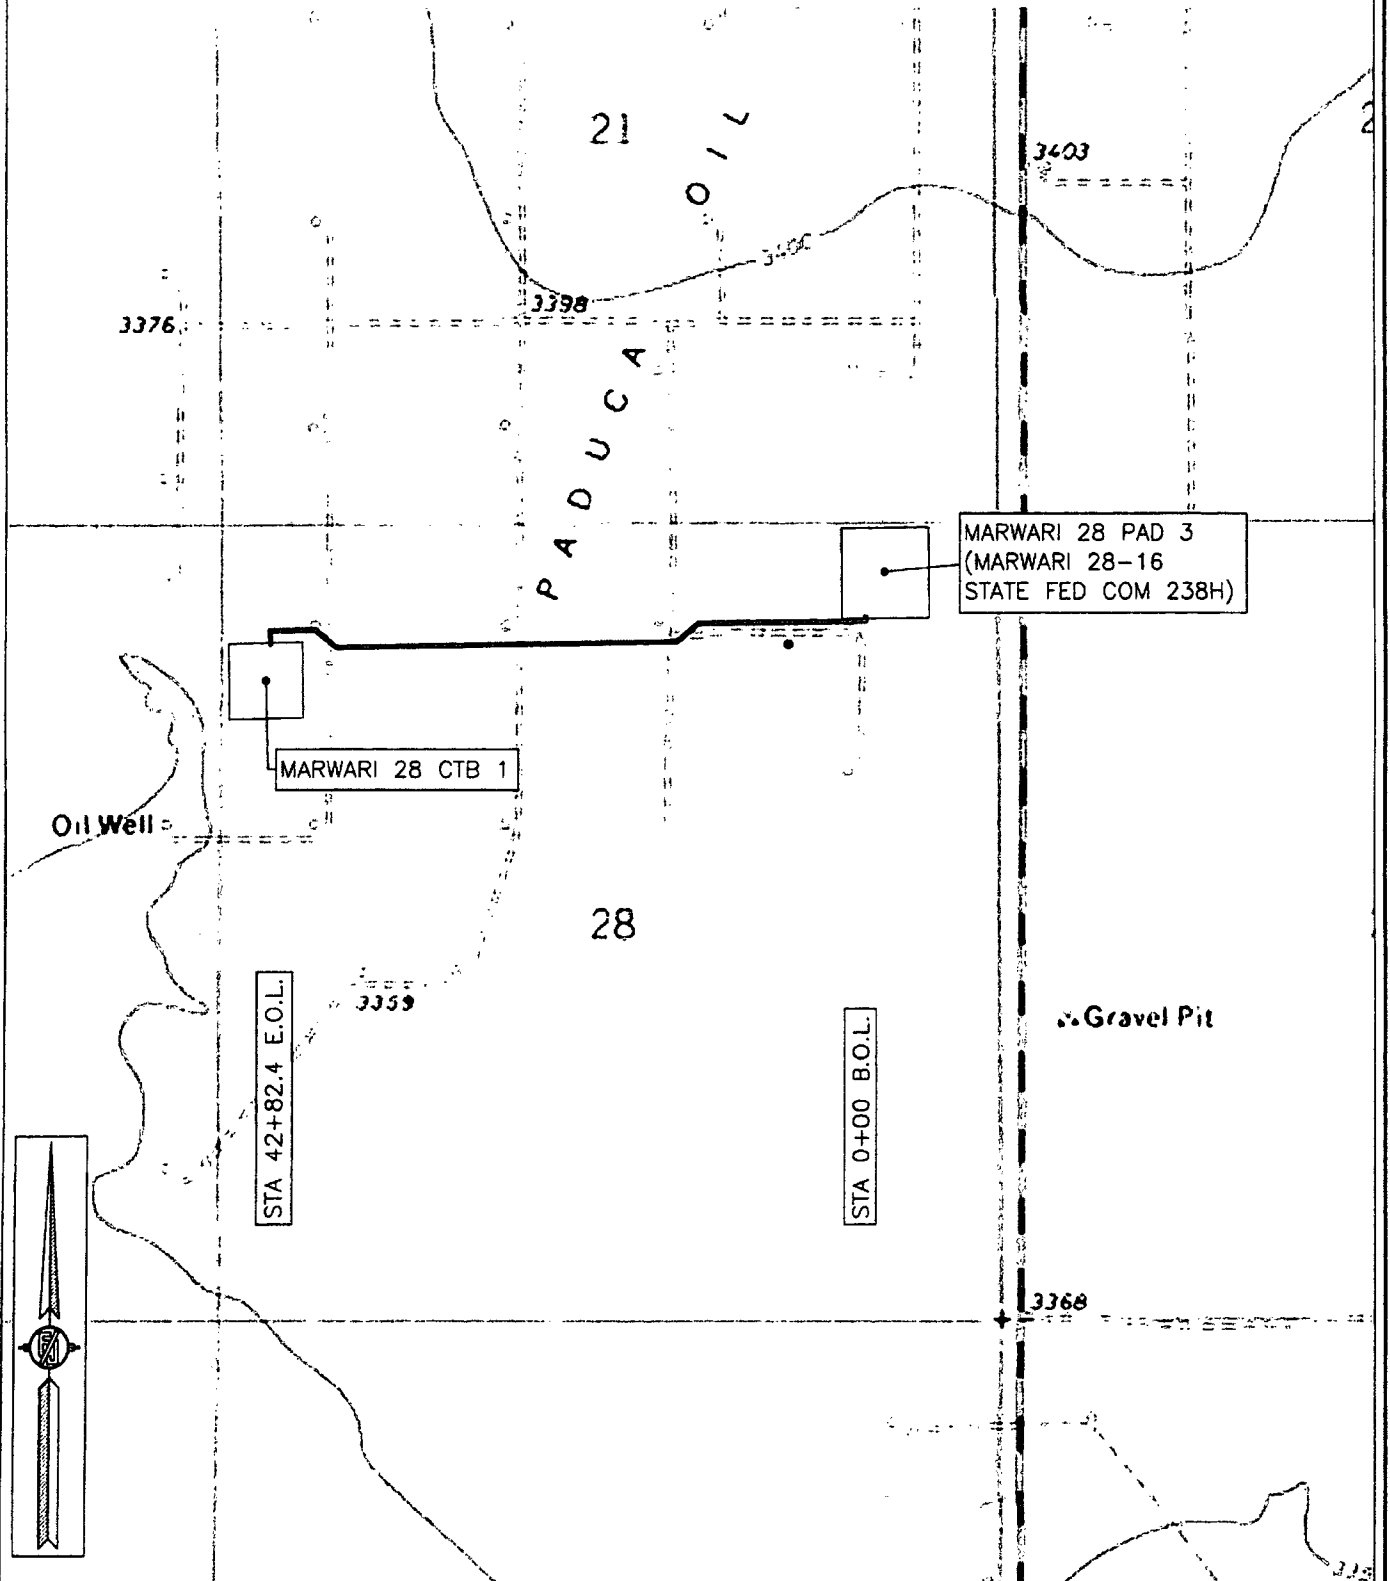 21
OIL
3403
3400
3398
3376
PADUCA
MARWARI 28 PAD 3
(MARWARI 28-16
STATE FED COM 238H)
MARWARI 28 CTB 1
Oil Well
28
3359
STA 42+82.4 E.O.L.
STA 0+00 B.O.L.
Gravel Pit
3368